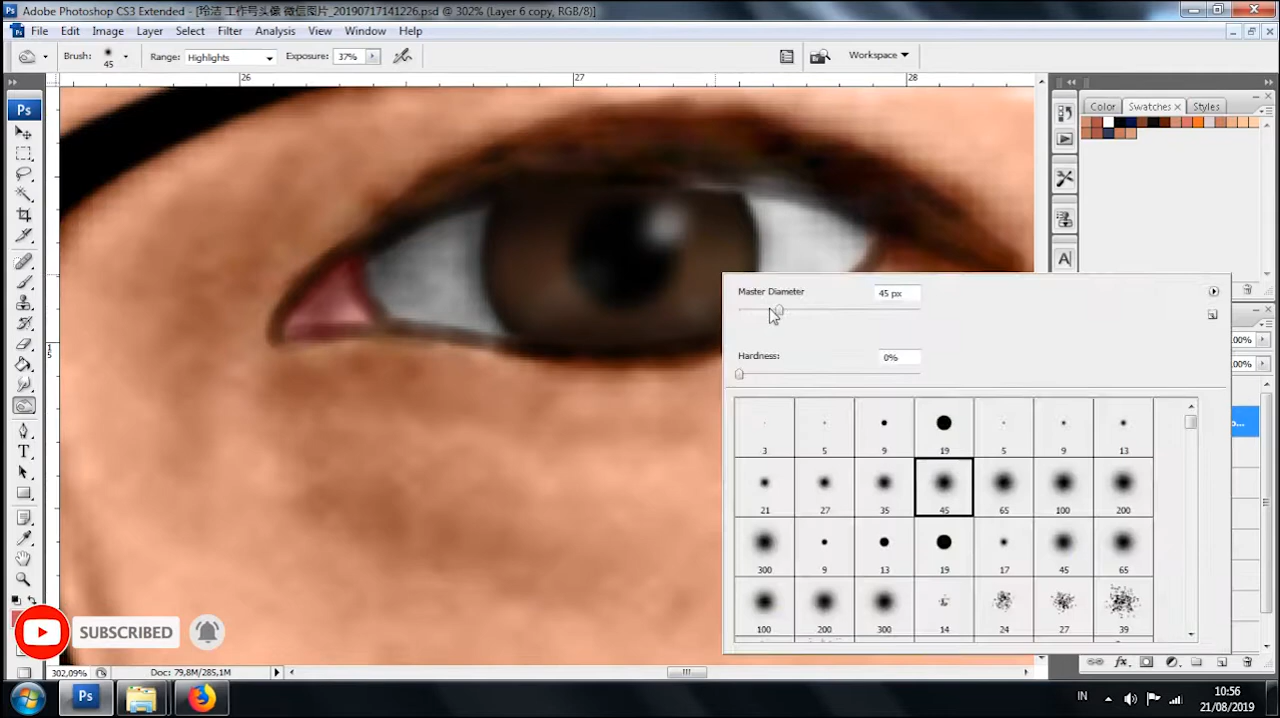 Adobe Photoshop CS3 Extended - [玲洁 工作号头像 微信图片_20190717141226.psd @ 302% (Layer 6 copy, RGB/8)]
File Edit Image Layer Select Filter Analysis View Window Help
Brush: 45 Range: Highlights Exposure: 37% Workspace
26 27 28
Color Swatches × Styles
Master Diameter 45 px
Hardness: 0%
00%
00%
o...
3 5 9 19 5 9 13
21 27 35 45 65 100 200
300 9 13 19 17 45 65
100 200 300 14 24 27 39
15
SUBSCRIBED
302,09% Doc: 79,8M/285,1M
Ps
IN 10:56
21/08/2019